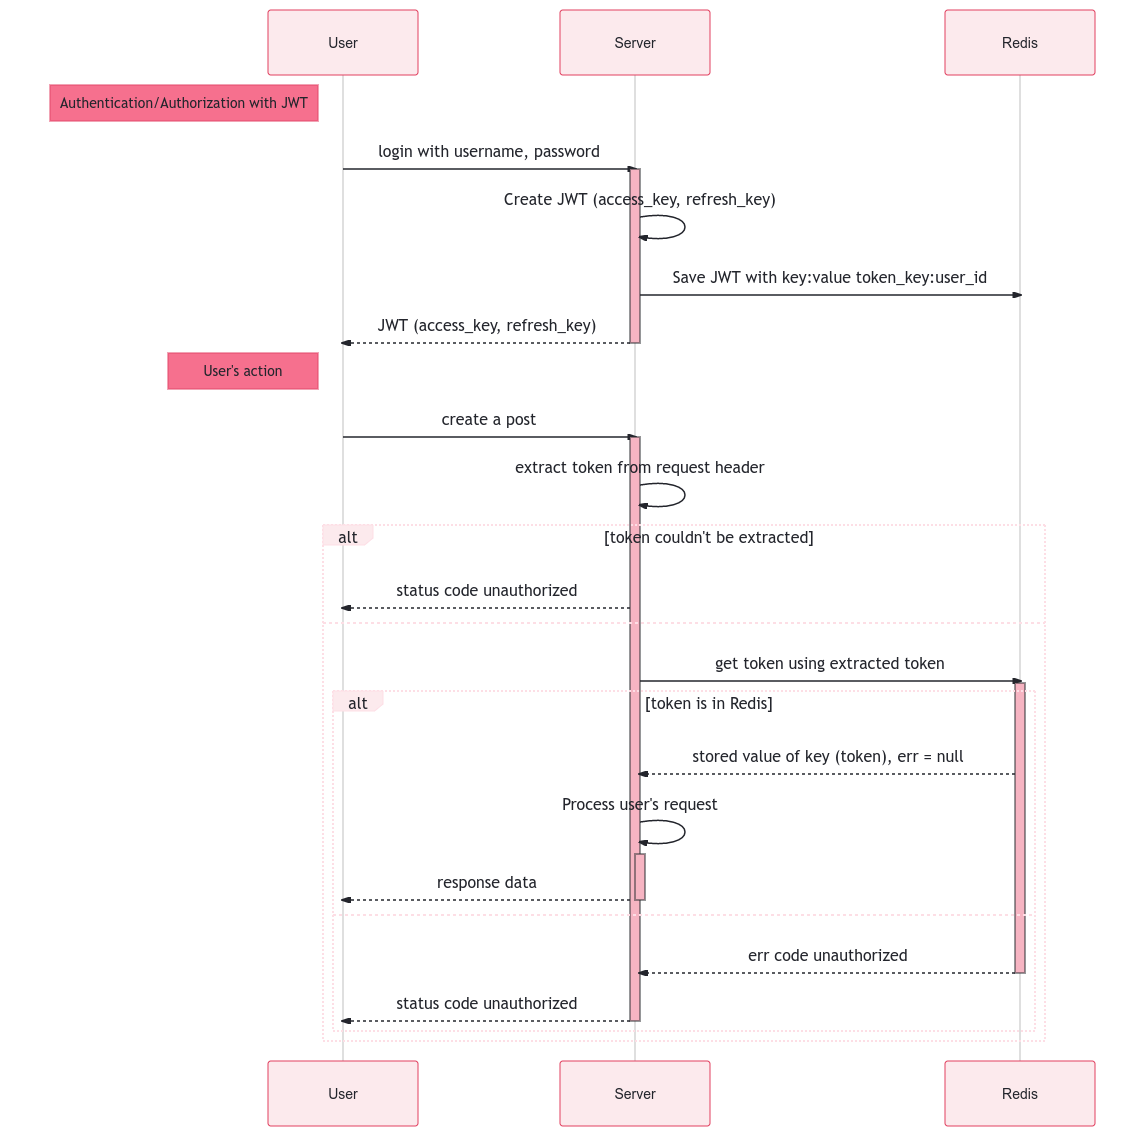 User
Server
Redis
Authentication/Authorization with JWT
login with username, password
Create JWT (access_key, refresh_key)
Save JWT with key:value token_key:user_id
JWT (access_key, refresh_key)
User's action
create a post
extract token from request header
alt
[token couldn't be extracted]
status code unauthorized
get token using extracted token
alt
[token is in Redis]
stored value of key (token), err = null
Process user's request
response data
err code unauthorized
status code unauthorized
User
Server
Redis